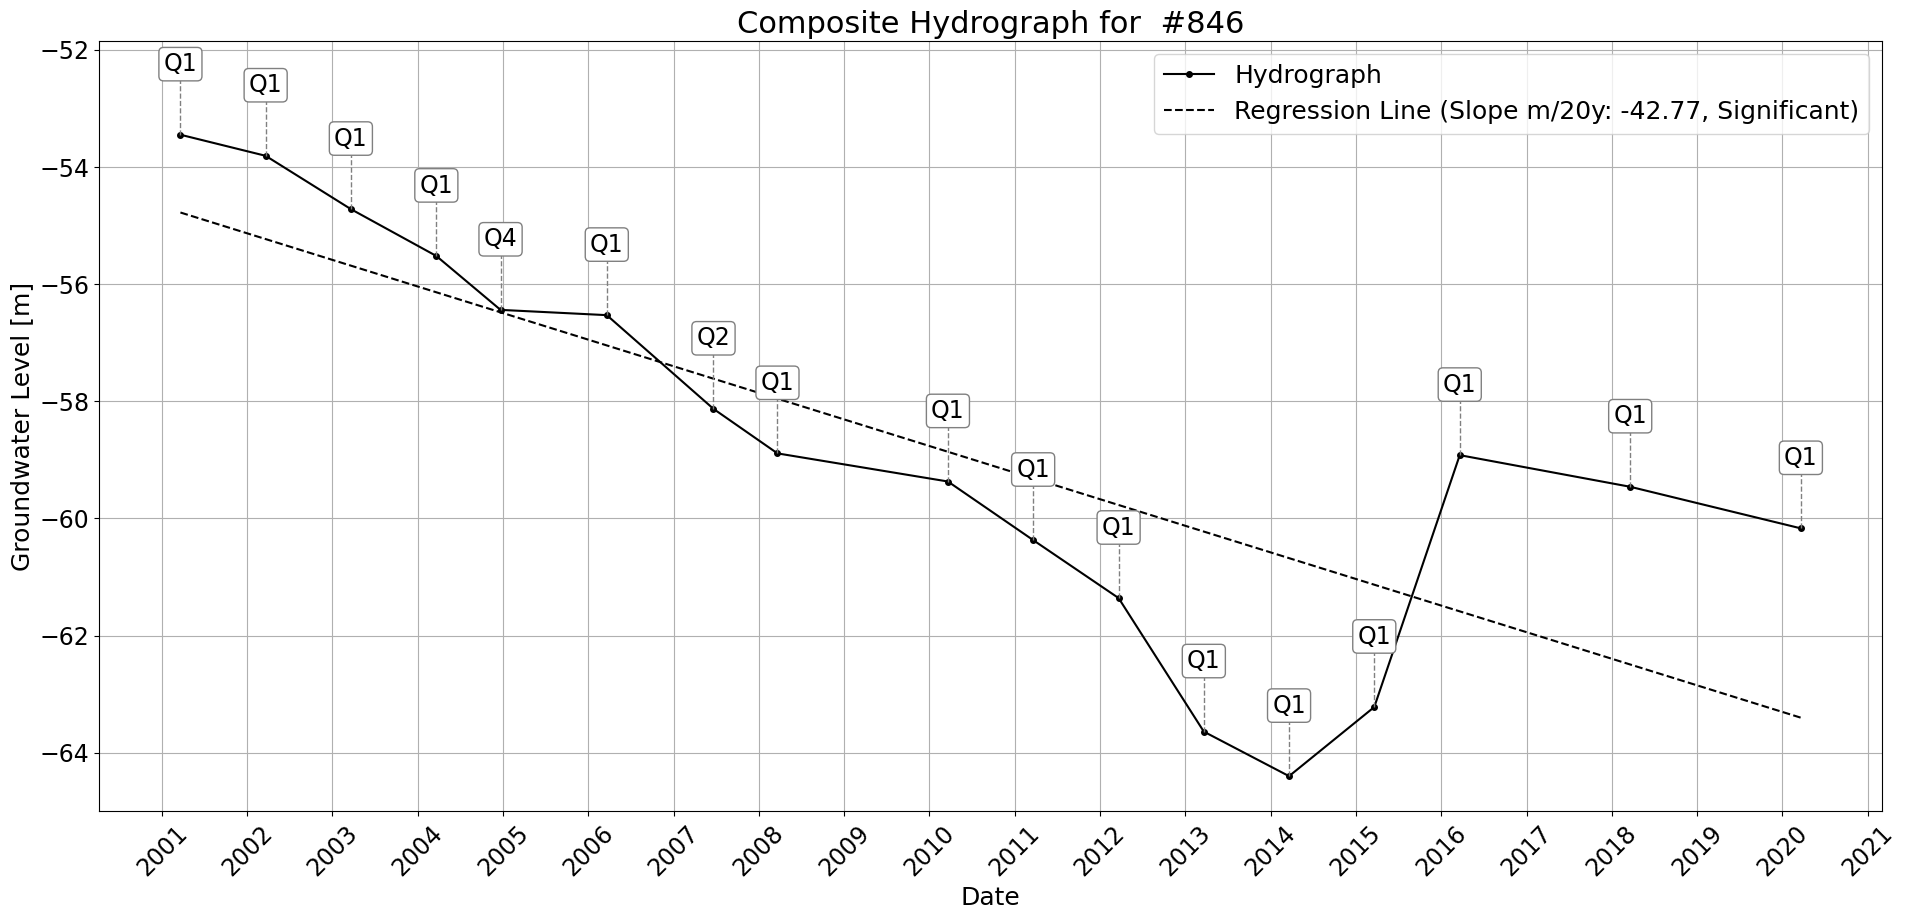 Composite Hydrograph for  #846
Hydrograph
Regression Line (Slope m/20y: -42.77, Significant)
Groundwater Level [m]
−52
−54
−56
−58
−60
−62
−64
Q1
Q1
Q1
Q1
Q4
Q1
Q2
Q1
Q1
Q1
Q1
Q1
Q1
Q1
Q1
Q1
Q1
2001
2002
2003
2004
2005
2006
2007
2008
2009
2010
2011
2012
2013
2014
2015
2016
2017
2018
2019
2020
2021
Date